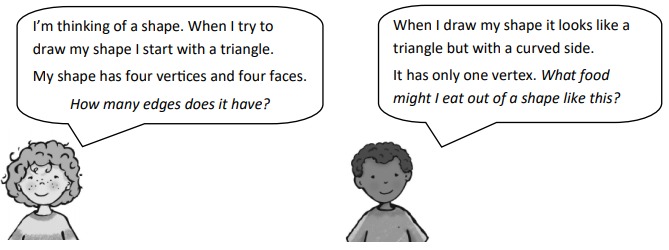 I'm thinking of a shape. When I try to
draw my shape I start with a triangle.
My shape has four vertices and four faces.
How many edges does it have?
When I draw my shape it looks like a
triangle but with a curved side.
It has only one vertex. What food
might I eat out of a shape like this?